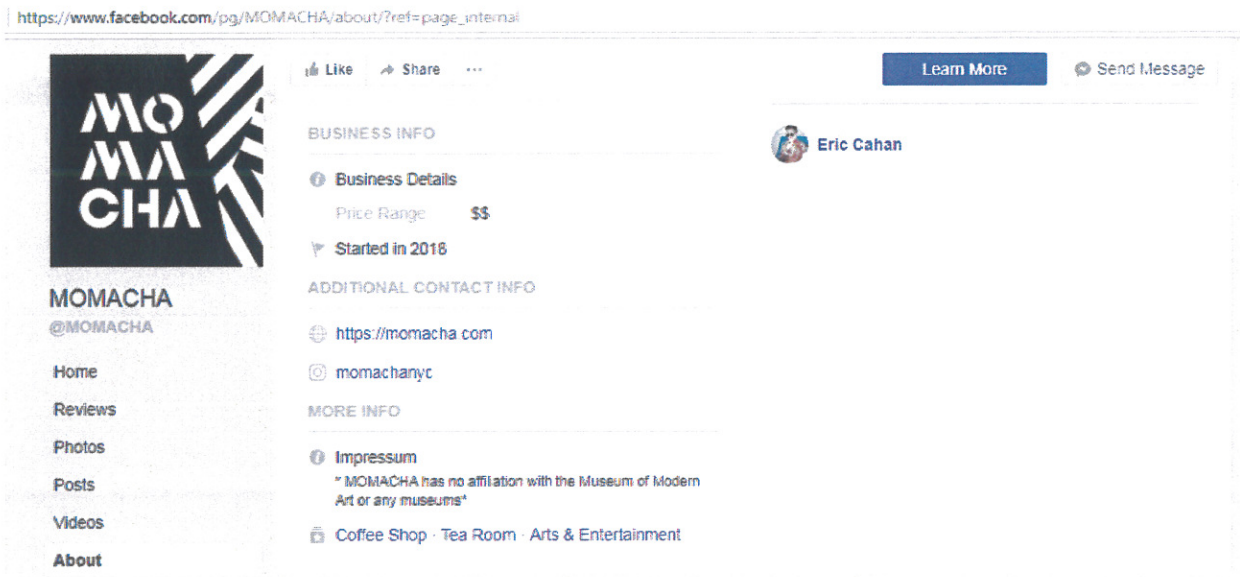 https://www.facebook.com/pg/MOMACHA/about/?ref=page_internal
MO
MA
CHA
MOMACHA
@MOMACHA
Home
Reviews
Photos
Posts
Videos
About
Like Share ...
Learn More
Send Message
BUSINESS INFO
Business Details
Price Range $$
Started in 2018
ADDITIONAL CONTACT INFO
https://momacha.com
momachanyc
MORE INFO
Impressum
* MOMACHA has no affiliation with the Museum of Modern
Art or any museums*
Coffee Shop · Tea Room · Arts & Entertainment
Eric Cahan